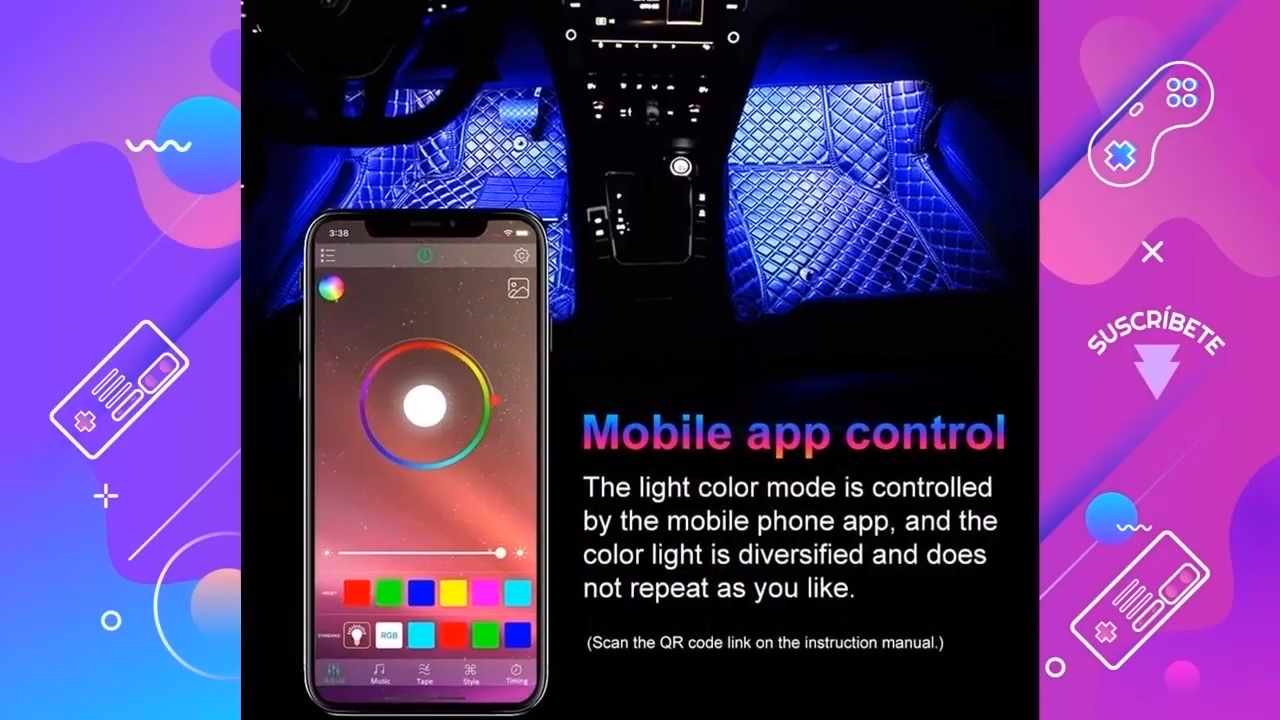 3:38
Mobile app control
The light color mode is controlled
by the mobile phone app, and the
color light is diversified and does
not repeat as you like.
(Scan the QR code link on the instruction manual.)
PRESET
RGB
Adjust
Music
Tape
Style
Timing
SUSCRÍBETE